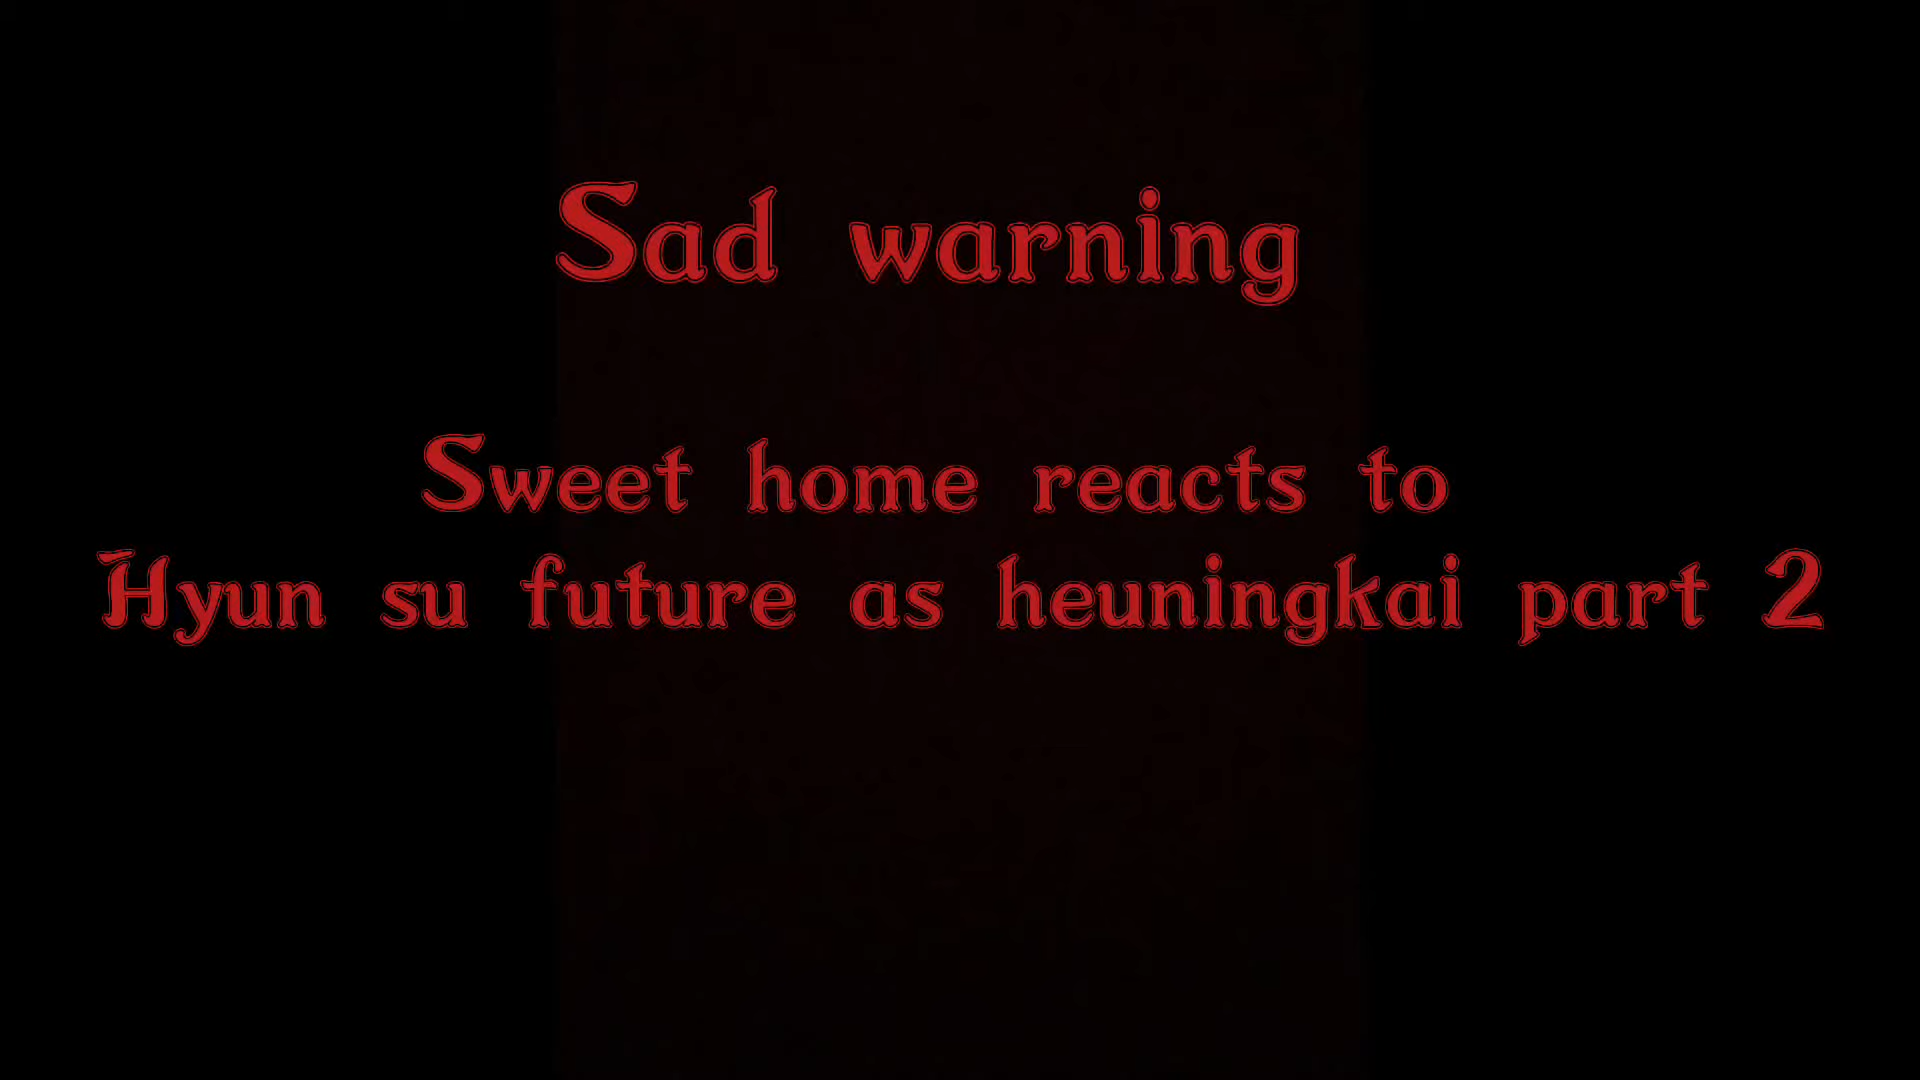 Sad warning
Sweet home reacts to
Hyun su future as heuningkai part 2